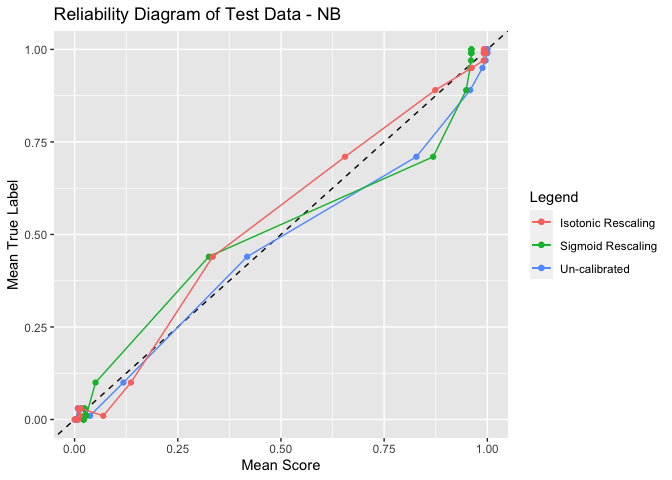 Reliability Diagram of Test Data - NB
1.00
0.75
0.50
0.25
0.00
Mean True Label
0.00 0.25 0.50 0.75 1.00
Mean Score
Legend
Isotonic Rescaling
Sigmoid Rescaling
Un-calibrated